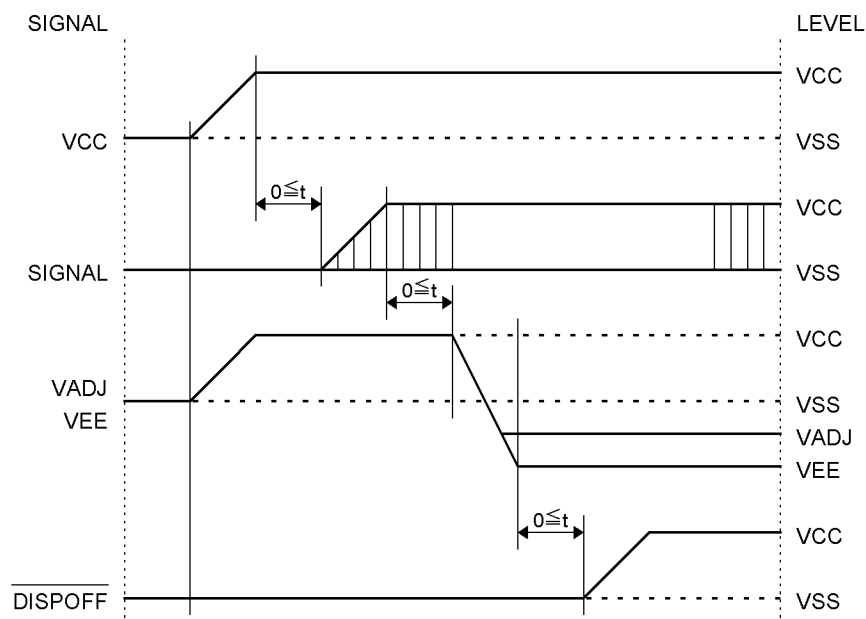 SIGNAL LEVEL
VCC
VCC VSS
0≦t
VCC
SIGNAL VSS
0≦t
VCC
VADJ
VSS
VEE
VADJ
VEE
0≦t
VCC
DISPOFF VSS